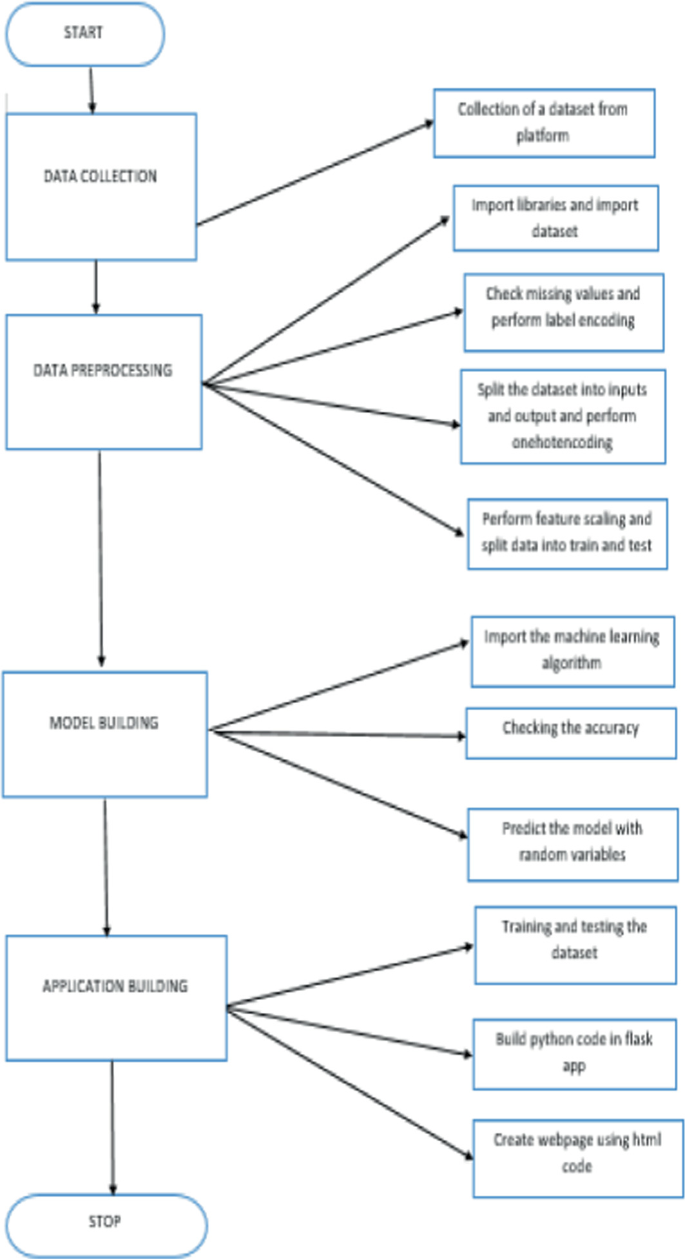 START
DATA COLLECTION
Collection of a dataset from
platform
DATA PREPROCESSING
Import libraries and import
dataset
Check missing values and
perform label encoding
Split the dataset into inputs
and output and perform
onehotencoding
Perform feature scaling and
split data into train and test
MODEL BUILDING
Import the machine learning
algorithm
Checking the accuracy
Predict the model with
random variables
APPLICATION BUILDING
Training and testing the
dataset
Build python code in flask
app
Create webpage using html
code
STOP